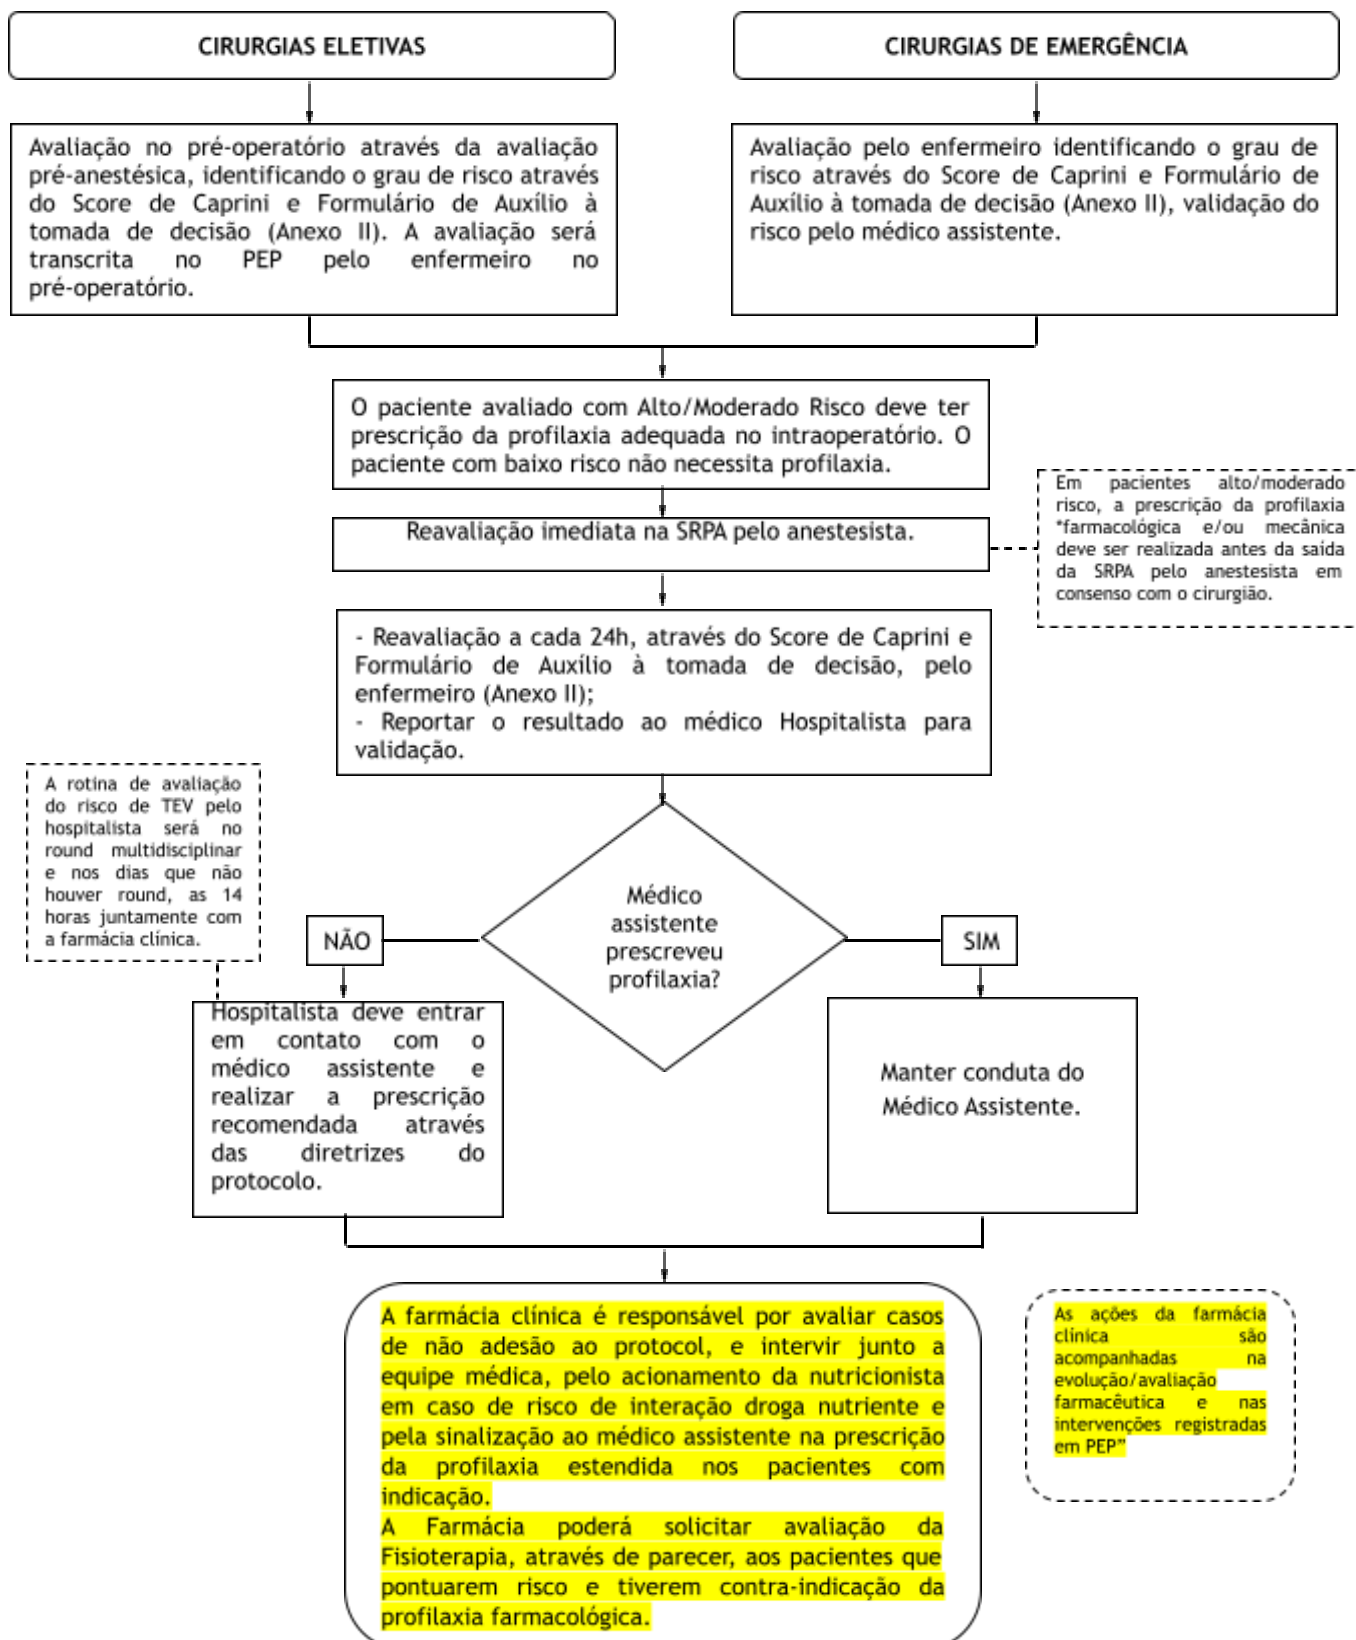 CIRURGIAS ELETIVAS
CIRURGIAS DE EMERGÊNCIA
Avaliação no pré-operatório através da avaliação
pré-anestésica, identificando o grau de risco através
do Score de Caprini e Formulário de Auxílio à
tomada de decisão (Anexo II). A avaliação será
transcrita no PEP pelo enfermeiro no
pré-operatório.
Avaliação pelo enfermeiro identificando o grau de
risco através do Score de Caprini e Formulário de
Auxílio à tomada de decisão (Anexo II), validação do
risco pelo médico assistente.
O paciente avaliado com Alto/Moderado Risco deve ter
prescrição da profilaxia adequada no intraoperatório. O
paciente com baixo risco não necessita profilaxia.
Reavaliação imediata na SRPA pelo anestesista.
Em pacientes alto/moderado
risco, a prescrição da profilaxia
*farmacológica e/ou mecânica
deve ser realizada antes da saída
da SRPA pelo anestesista em
consenso com o cirurgião.
- Reavaliação a cada 24h, através do Score de Caprini e
Formulário de Auxílio à tomada de decisão, pelo
enfermeiro (Anexo II);
- Reportar o resultado ao médico Hospitalista para
validação.
A rotina de avaliação
do risco de TEV pelo
hospitalista será no
round multidisciplinar
e nos dias que não
houver round, as 14
horas juntamente com
a farmácia clínica.
Médico
assistente
prescreveu
profilaxia?
NÃO
SIM
Hospitalista deve entrar
em contato com o
médico assistente e
realizar a prescrição
recomendada através
das diretrizes do
protocolo.
Manter conduta do
Médico Assistente.
A farmácia clínica é responsável por avaliar casos
de não adesão ao protocol, e intervir junto a
equipe médica, pelo acionamento da nutricionista
em caso de risco de interação droga nutriente e
pela sinalização ao médico assistente na prescrição
da profilaxia estendida nos pacientes com
indicação.
A Farmácia poderá solicitar avaliação da
Fisioterapia, através de parecer, aos pacientes que
pontuarem risco e tiverem contra-indicação da
profilaxia farmacológica.
As ações da farmácia
clínica são
acompanhadas na
evolução/avaliação
farmacêutica e nas
intervenções registradas
em PEP”